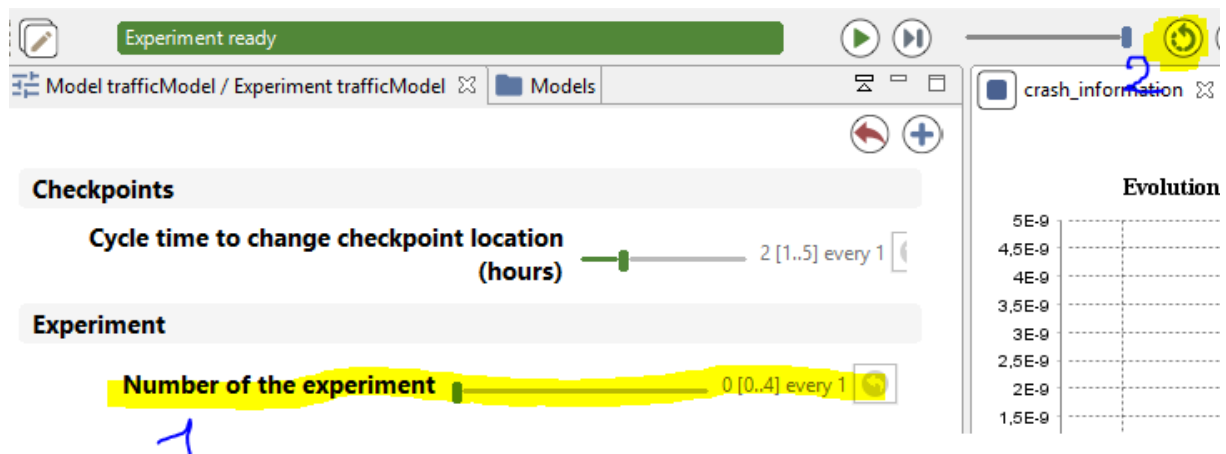 Experiment ready
Model trafficModel / Experiment trafficModel
Models
2
crash_information
Checkpoints
Cycle time to change checkpoint location
(hours)
2 [1..5] every 1
Experiment
Number of the experiment
0 [0..4] every 1
1
Evolution
5E-9
4,5E-9
4E-9
3,5E-9
3E-9
2,5E-9
2E-9
1,5E-9